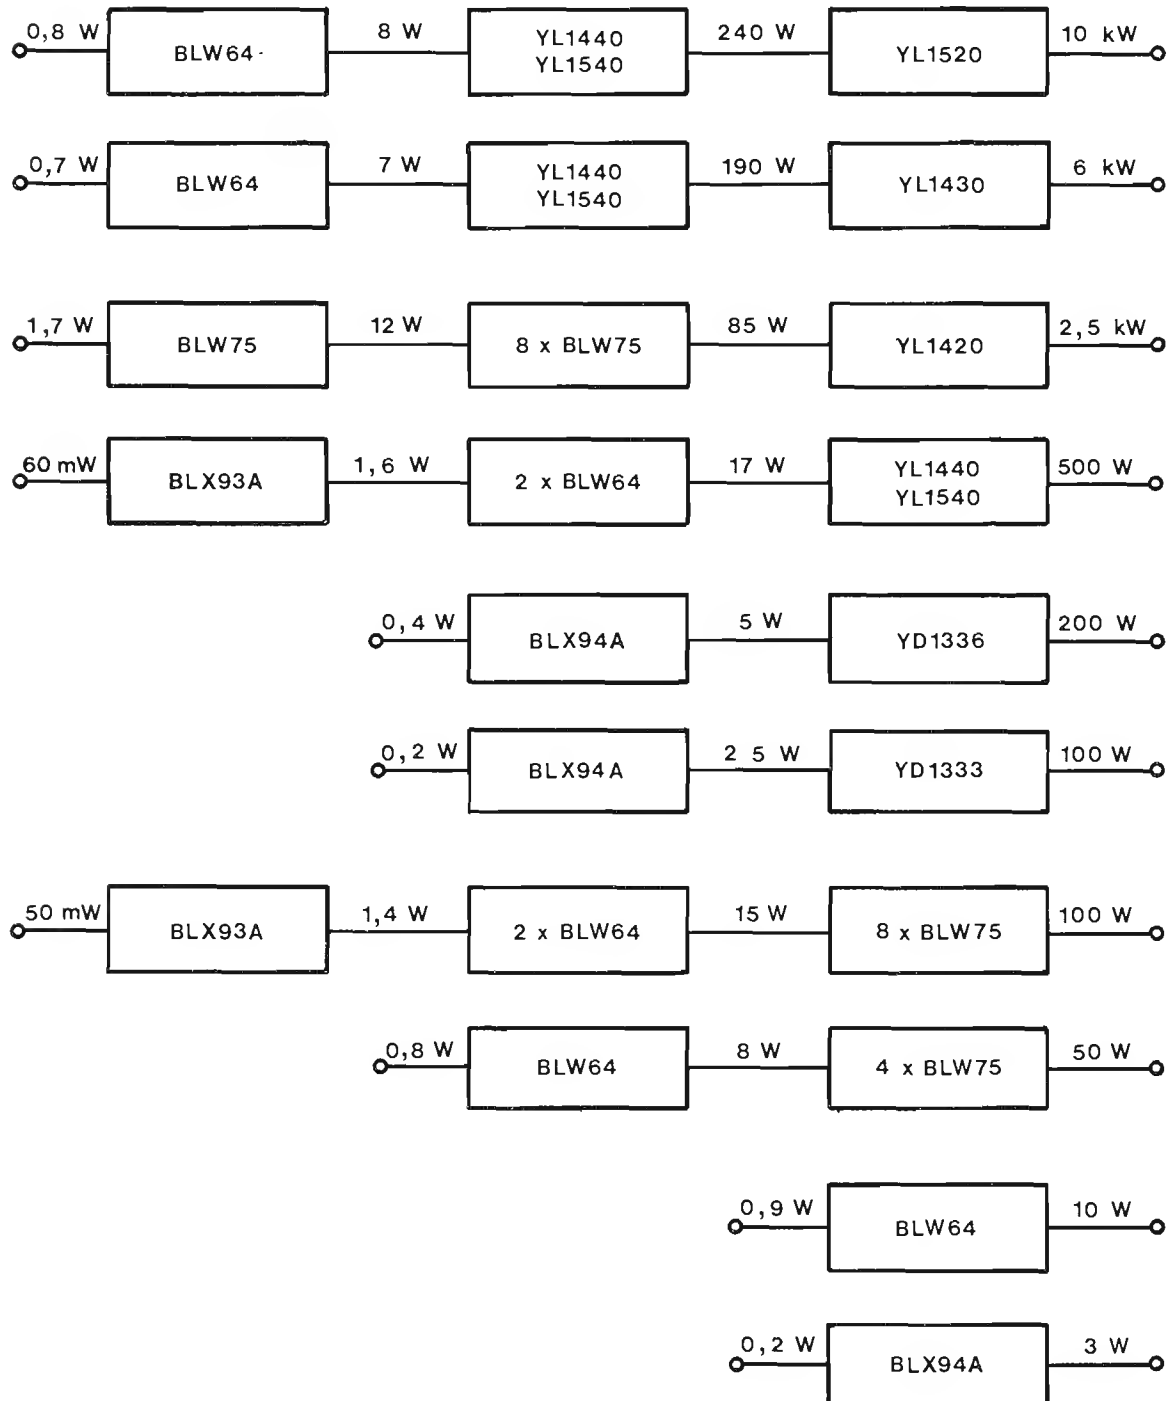 0,8 W BLW64 8 W YL1440 240 W YL1520 10 kW
YL1540
0,7 W BLW64 7 W YL1440 190 W YL1430 6 kW
YL1540
1,7 W BLW75 12 W 8 x BLW75 85 W YL1420 2,5 kW
60 mW BLX93A 1,6 W 2 x BLW64 17 W YL1440 500 W
YL1540
0,4 W BLX94A 5 W YD1336 200 W
0,2 W BLX94A 2 5 W YD1333 100 W
50 mW BLX93A 1,4 W 2 x BLW64 15 W 8 x BLW75 100 W
0,8 W BLW64 8 W 4 x BLW75 50 W
0,9 W BLW64 10 W
0,2 W BLX94A 3 W